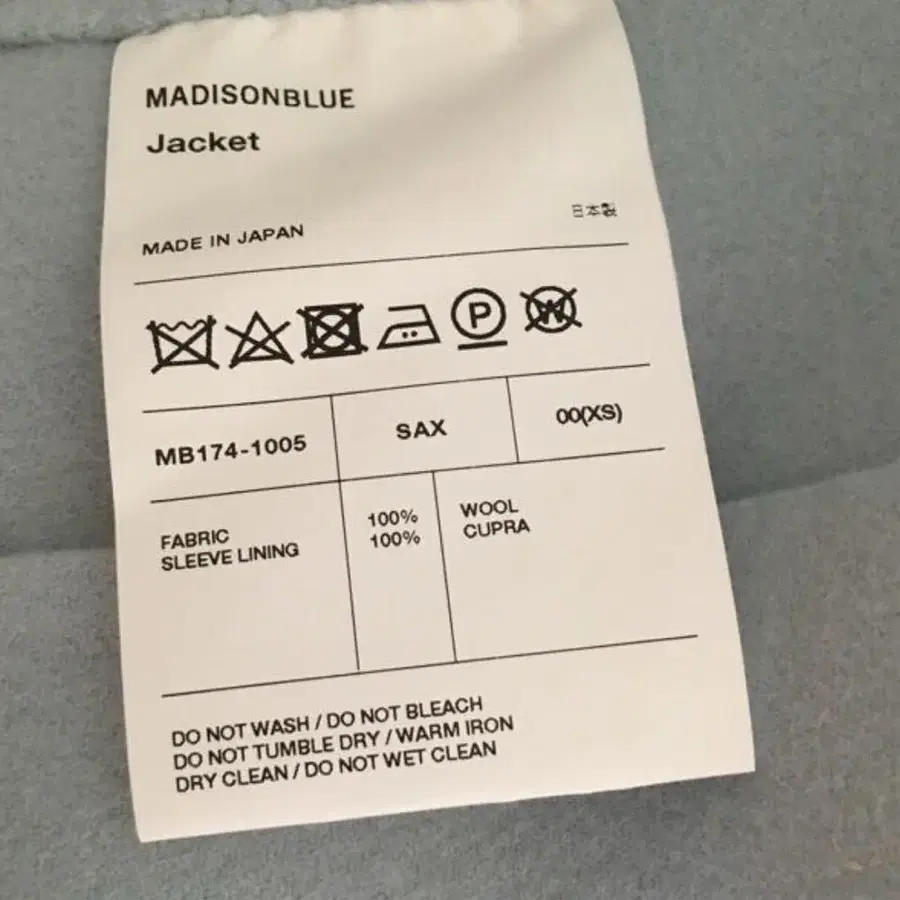 MADISONBLUE
Jacket
MADE IN JAPAN 日本製
P W
MB174-1005 SAX 00(XS)
FABRIC 100% WOOL
SLEEVE LINING 100% CUPRA
DO NOT WASH / DO NOT BLEACH
DO NOT TUMBLE DRY / WARM IRON
DRY CLEAN / DO NOT WET CLEAN